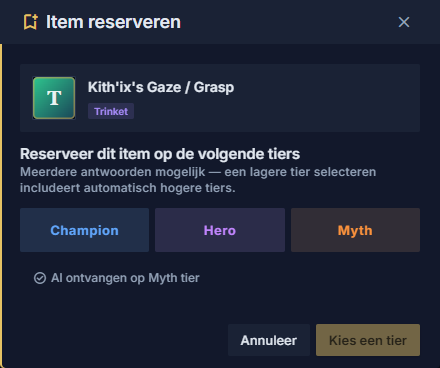 Item reserveren
Kith'ix's Gaze / Grasp
T
Trinket
Reserveer dit item op de volgende tiers
Meerdere antwoorden mogelijk — een lagere tier selecteren
includeert automatisch hogere tiers.
Champion
Hero
Myth
Al ontvangen op Myth tier
Annuleer
Kies een tier